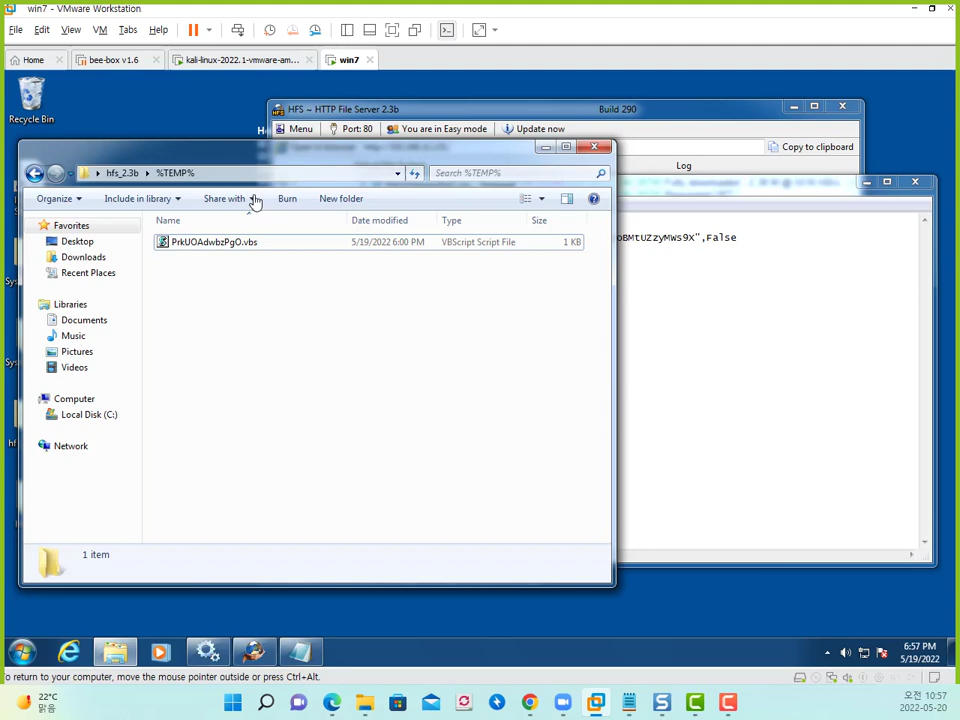 win7 - VMware Workstation
File Edit View VM Tabs Help
Home bee-box v1.6 kali-linux-2022.1-vmware-am... win7
Recycle Bin
HFS ~ HTTP File Server 2.3b Build 290
Menu Port: 80 You are in Easy mode Update now
Copy to clipboard
Log
hfs_2.3b %TEMP% Search %TEMP%
Organize Include in library Share with Burn New folder
Name Date modified Type Size
PrkUOAdwbzPgO.vbs 5/19/2022 6:00 PM VBScript Script File 1 KB
oBMtUZzyMWs9X",False
Favorites
Desktop
Downloads
Recent Places
Libraries
Documents
Music
Pictures
Videos
Computer
Local Disk (C:)
Network
1 item
6:57 PM
5/19/2022
To return to your computer, move the mouse pointer outside or press Ctrl+Alt.
22°C
맑음
오전 10:57
2022-05-20